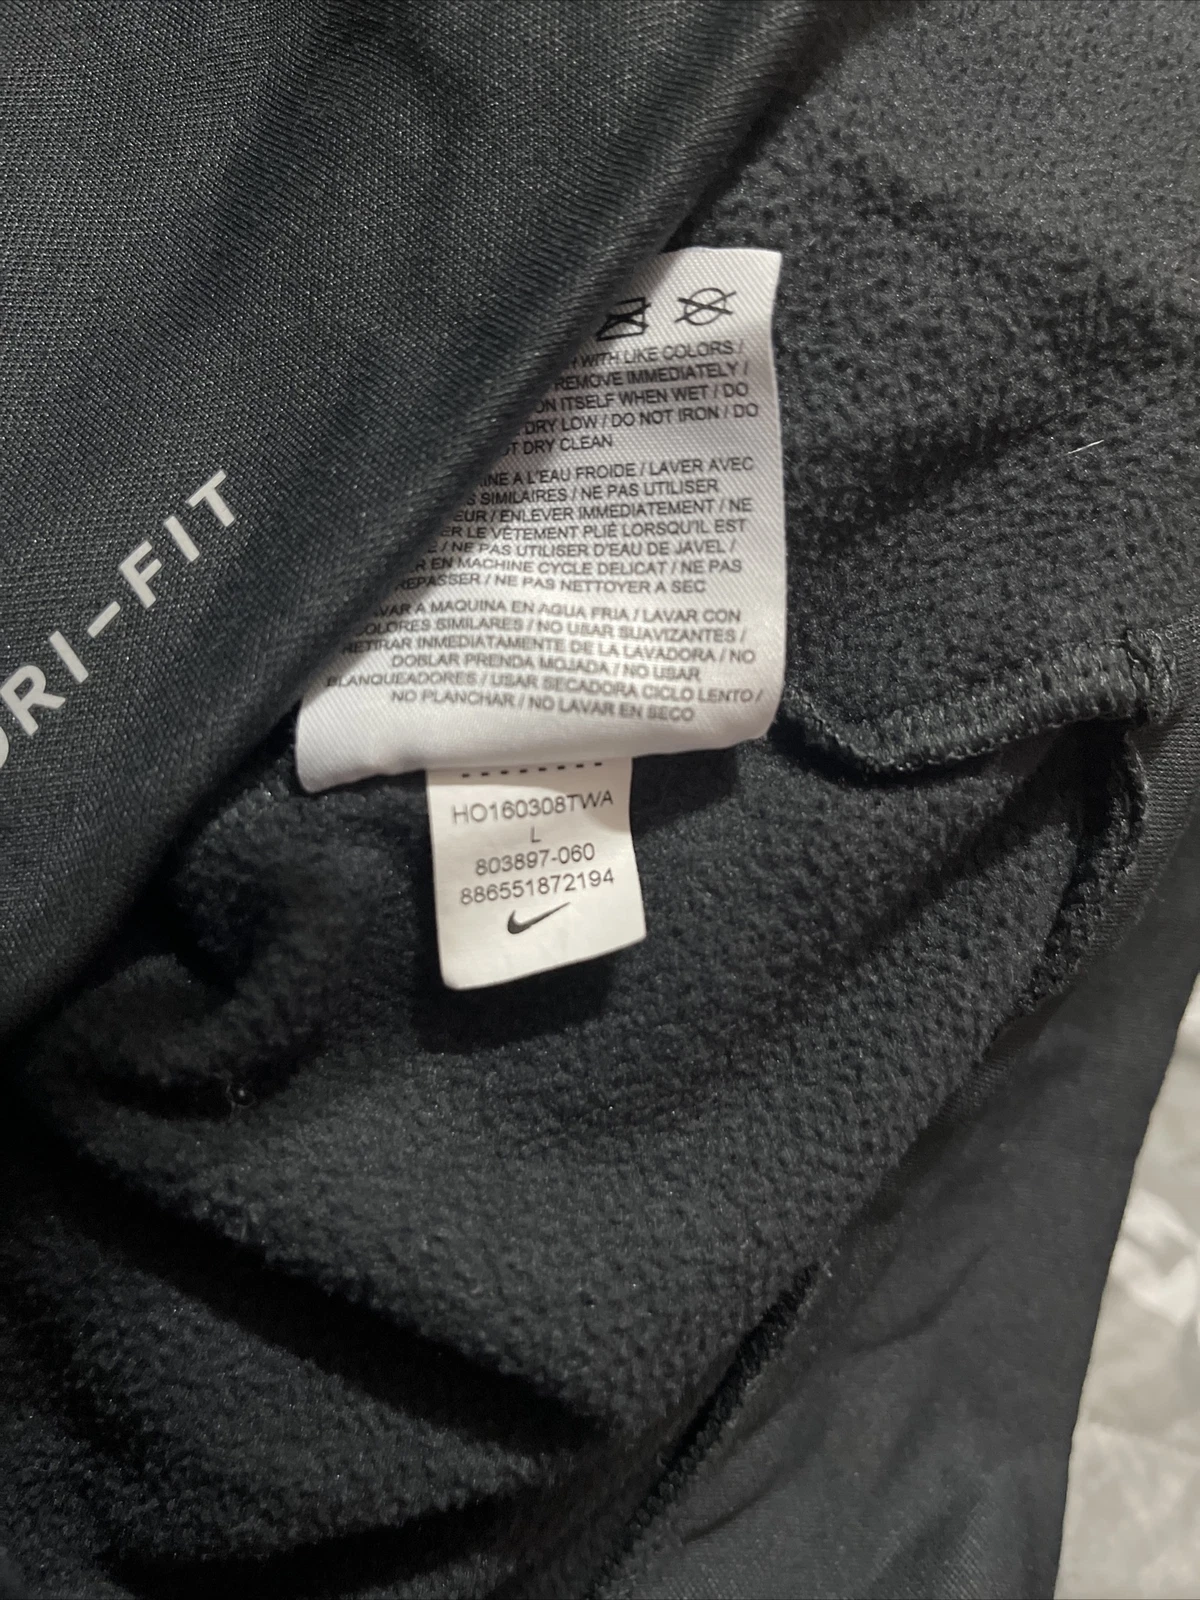 DRI-FIT
WITH LIKE COLORS /
REMOVE IMMEDIATELY /
ON ITSELF WHEN WET / DO
DRY LOW / DO NOT IRON / DO
DRY CLEAN
A L'EAU FROIDE / LAVER AVEC
SIMILAIRES / NE PAS UTILISER
/ ENLEVER IMMEDIATEMENT / NE
LE VÊTEMENT PLIÉ LORSQU'IL EST
/ NE PAS UTILISER D'EAU DE JAVEL /
EN MACHINE CYCLE DELICAT / NE PAS
REPASSER / NE PAS NETTOYER A SEC
LAVAR A MAQUINA EN AGUA FRIA / LAVAR CON
COLORES SIMILARES / NO USAR SUAVIZANTES /
RETIRAR INMEDIATAMENTE DE LA LAVADORA / NO
DOBLAR PRENDA MOJADA / NO USAR
BLANQUEADORES / USAR SECADORA CICLO LENTO /
NO PLANCHAR / NO LAVAR EN SECO
HO160308TWA
L
803897-060
886551872194